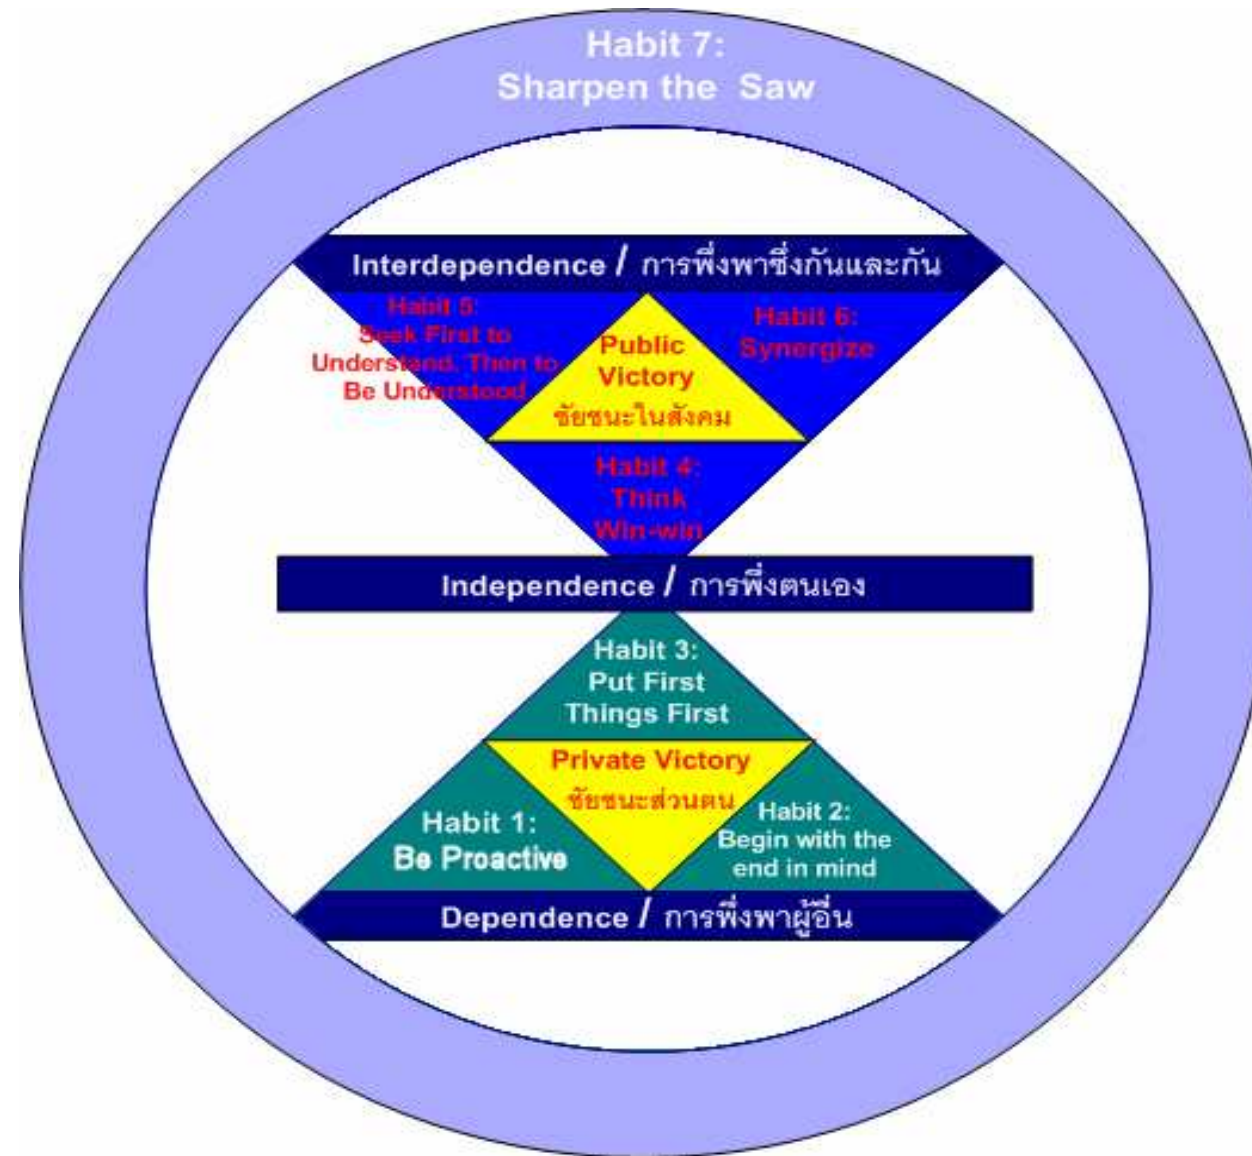 Habit 7:
Sharpen the Saw
Interdependence / การพึ่งพาซึ่งกันและกัน
Habit 5:
Seek First to
Understand. Then to
Be Understood
Habit 6:
Synergize
Public
Victory
ชัยชนะในสังคม
Habit 4:
Think
Win-win
Independence / การพึ่งตนเอง
Habit 3:
Put First
Things First
Private Victory
ชัยชนะส่วนตน
Habit 1:
Be Proactive
Habit 2:
Begin with the
end in mind
Dependence / การพึ่งพาผู้อื่น